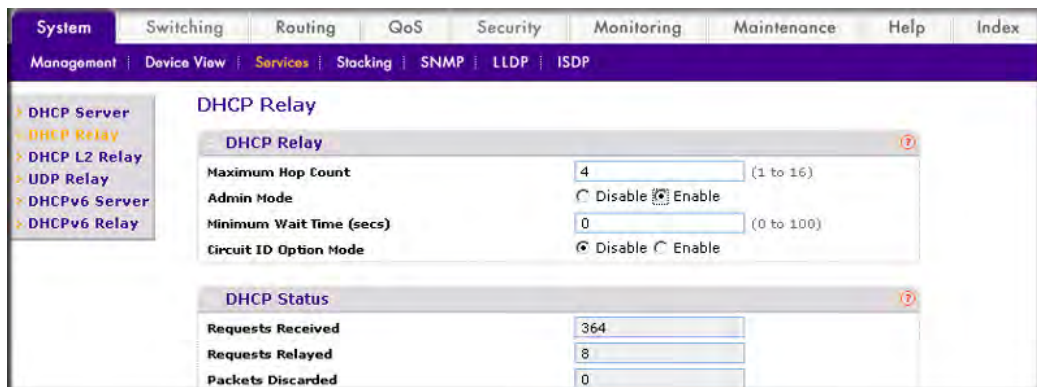 System Switching Routing QoS Security Monitoring Maintenance Help Index
Management Device View Services Stacking SNMP LLDP ISDP
DHCP Server
DHCP Relay
DHCP L2 Relay
UDP Relay
DHCPv6 Server
DHCPv6 Relay
DHCP Relay
DHCP Relay
Maximum Hop Count 4 (1 to 16)
Admin Mode Disable Enable
Minimum Wait Time (secs) 0 (0 to 100)
Circuit ID Option Mode Disable Enable
DHCP Status
Requests Received 364
Requests Relayed 8
Packets Discarded 0